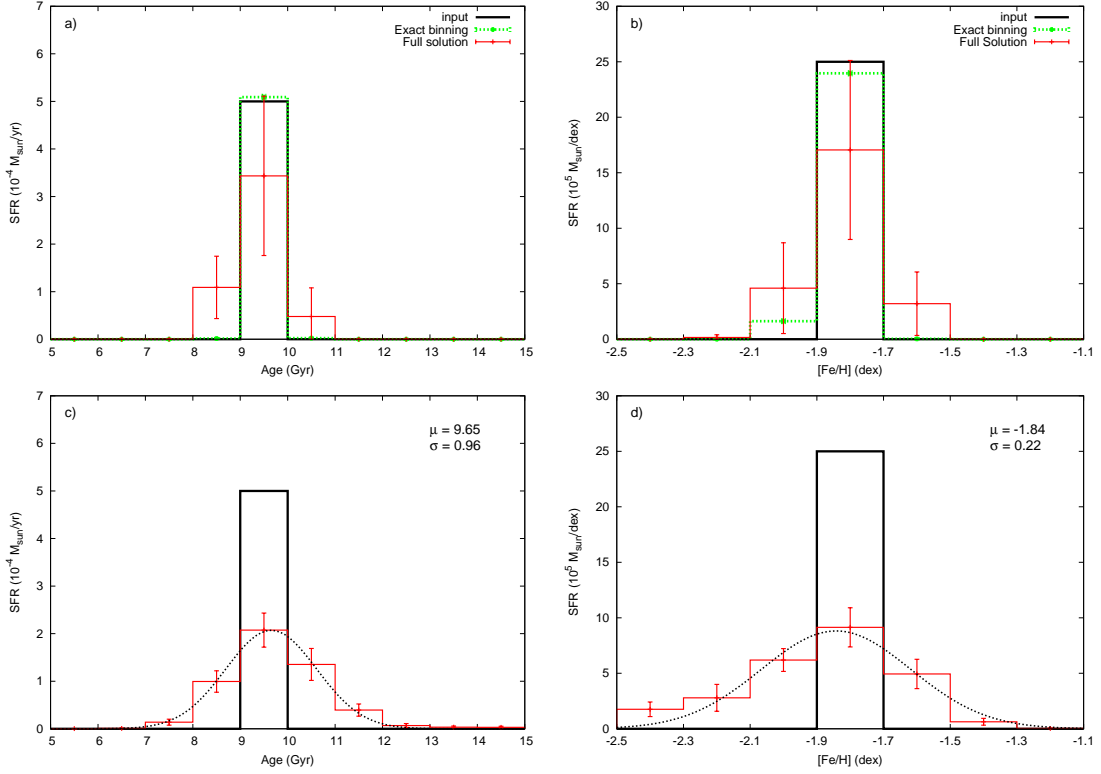 a)
input
Exact binning
Full solution
SFR (10^-4 M_sun/yr)
0
1
2
3
4
5
6
7
5 6 7 8 9 10 11 12 13 14 15
Age (Gyr)
b)
input
Exact binning
Full Solution
SFR (10^5 M_sun/dex)
0
5
10
15
20
25
30
-2.5 -2.3 -2.1 -1.9 -1.7 -1.5 -1.3 -1.1
[Fe/H] (dex)
c)
μ = 9.65
σ = 0.96
SFR (10^-4 M_sun/yr)
0
1
2
3
4
5
6
7
5 6 7 8 9 10 11 12 13 14 15
Age (Gyr)
d)
μ = -1.84
σ = 0.22
SFR (10^5 M_sun/dex)
0
5
10
15
20
25
30
-2.5 -2.3 -2.1 -1.9 -1.7 -1.5 -1.3 -1.1
[Fe/H] (dex)